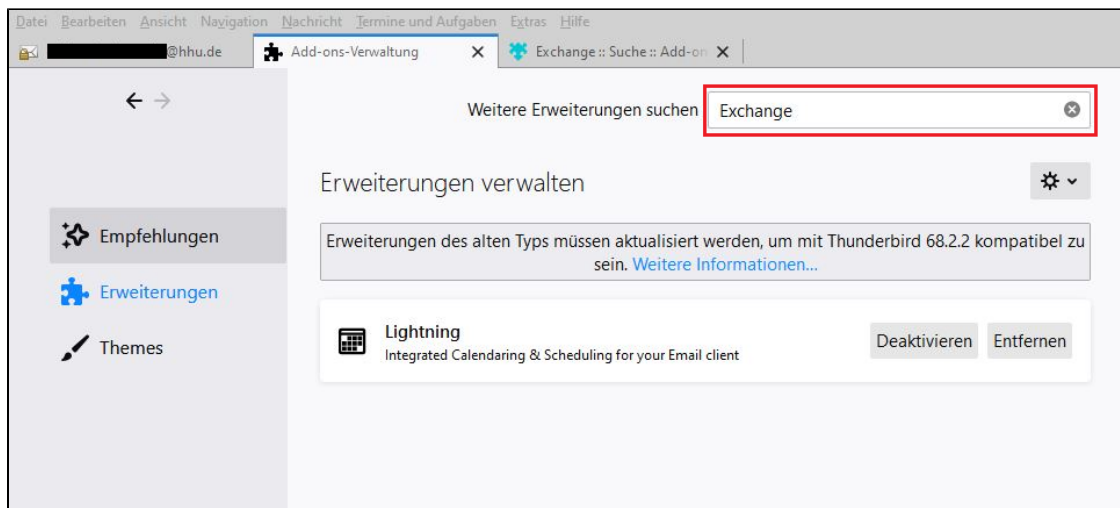 Datei Bearbeiten Ansicht Navigation Nachricht Termine und Aufgaben Extras Hilfe
@hhu.de Add-ons-Verwaltung Exchange :: Suche :: Add-on
Weitere Erweiterungen suchen Exchange
Erweiterungen verwalten
Empfehlungen
Erweiterungen des alten Typs müssen aktualisiert werden, um mit Thunderbird 68.2.2 kompatibel zu
sein. Weitere Informationen...
Erweiterungen
Lightning
Integrated Calendaring & Scheduling for your Email client
Deaktivieren Entfernen
Themes